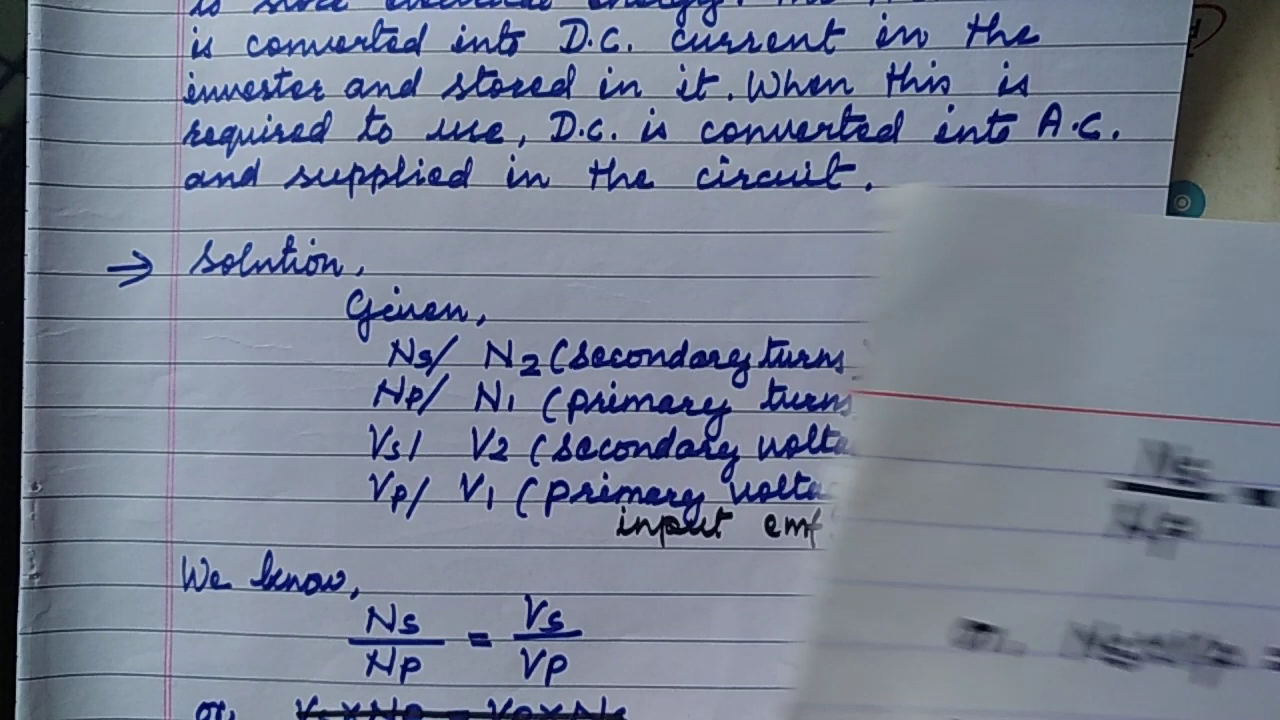 is converted into D.C. current in the
invester and stored in it. When this is
required to use, D.C. is converted into A.C.
and supplied in the circuit.
⇒ Solution,
Given,
Ns/ N2 (secondary turns
Np/ N1 (primary turns
Vs/ V2 (secondary volta
Vp/ V1 (primary volta
input emf
We know,
Ns/Np = Vs/Vp
or,